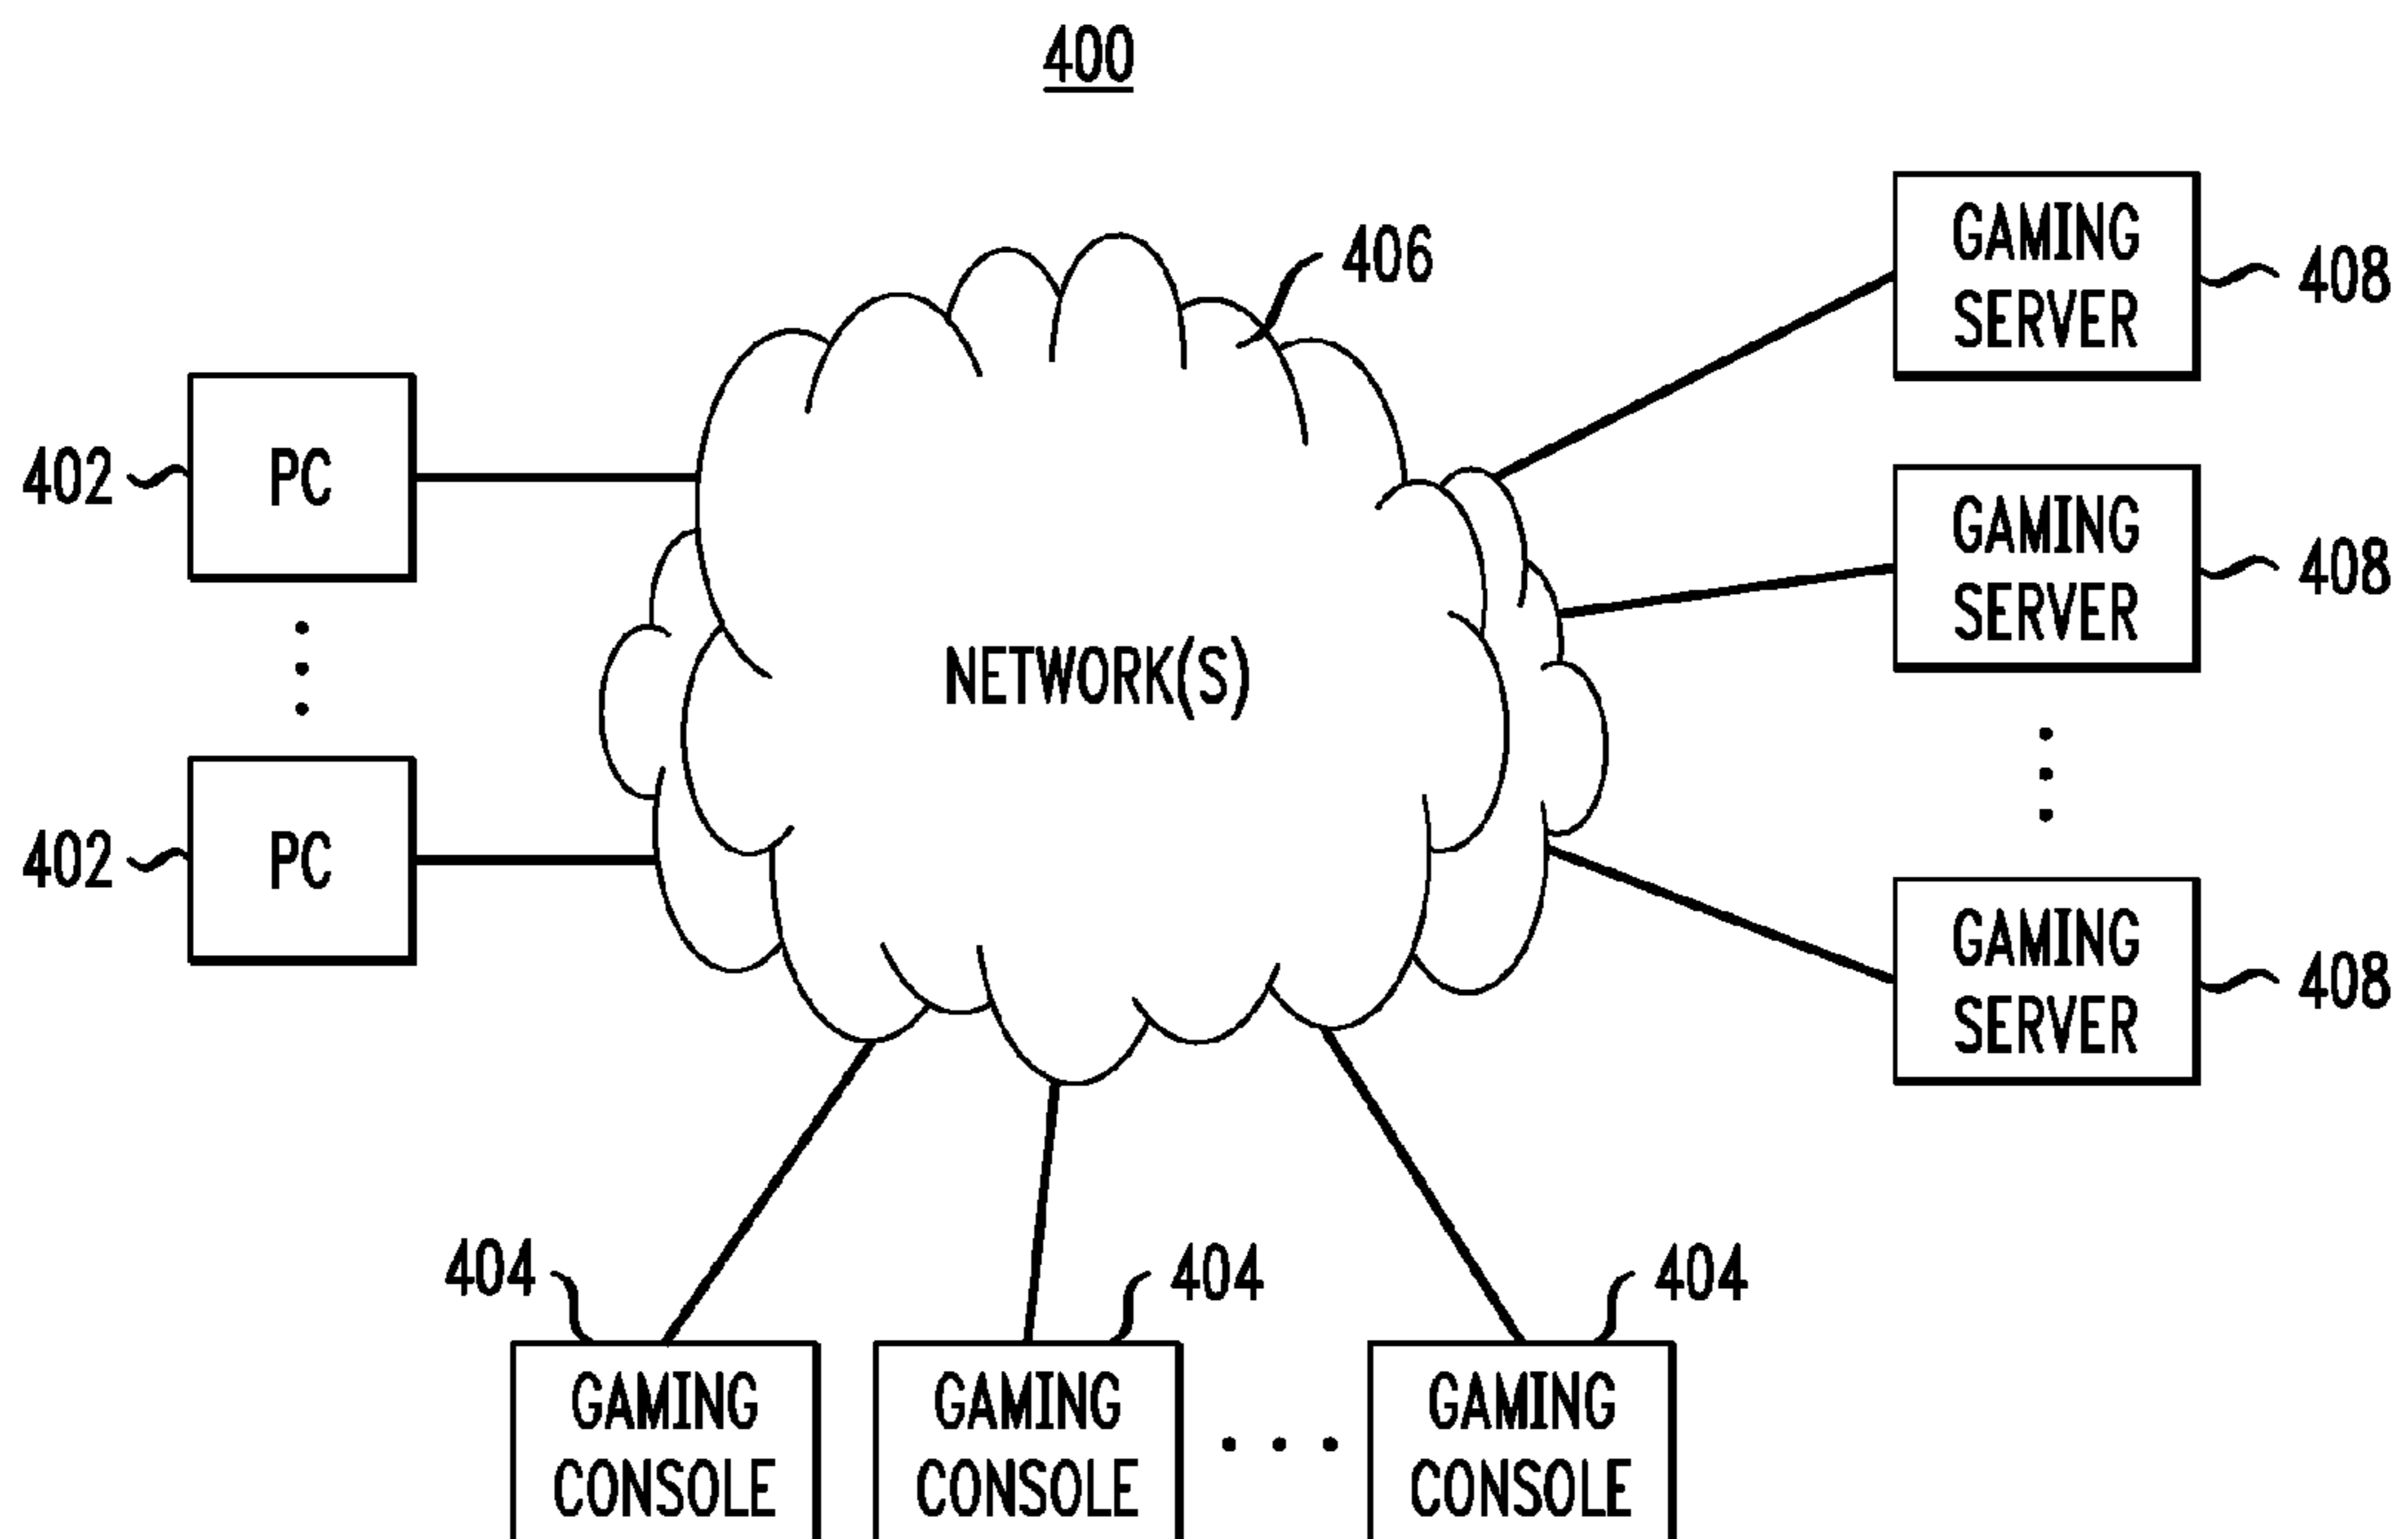 400
406
GAMING
SERVER
408
402
PC
GAMING
SERVER
408
NETWORK(S)
402
PC
GAMING
SERVER
408
404
404
404
GAMING
CONSOLE
GAMING
CONSOLE
GAMING
CONSOLE